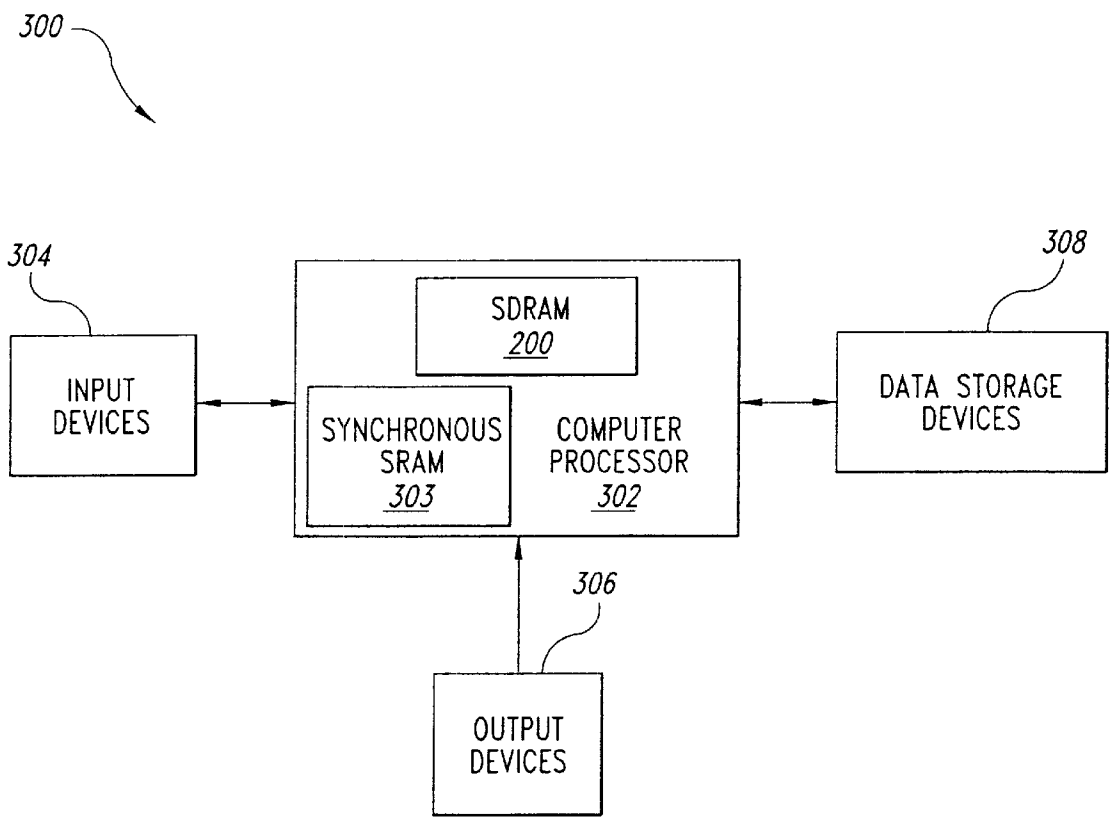 300
304
308
SDRAM
200
INPUT
DEVICES
SYNCHRONOUS
SRAM
303
COMPUTER
PROCESSOR
302
DATA STORAGE
DEVICES
306
OUTPUT
DEVICES